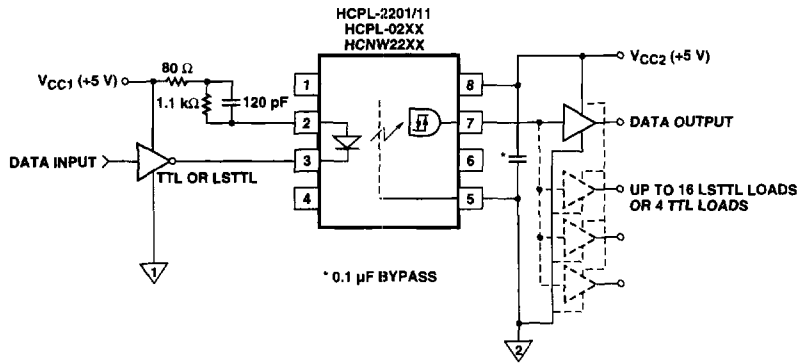 HCPL-2201/11
HCPL-02XX
HCNW22XX
VCC1 (+5 V)
80 Ω
1.1 kΩ
120 pF
DATA INPUT
TTL OR LSTTL
1
2
3
4
8
7
6
5
VCC2 (+5 V)
DATA OUTPUT
*
UP TO 16 LSTTL LOADS
OR 4 TTL LOADS
* 0.1 µF BYPASS
1
2